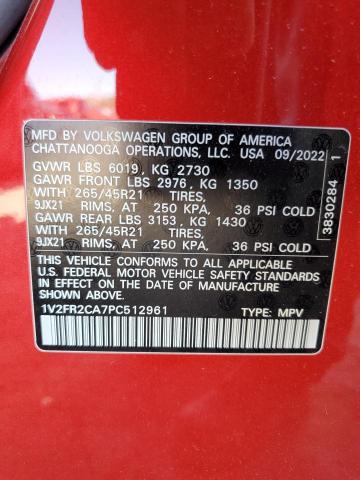 MFD BY VOLKSWAGEN GROUP OF AMERICA
CHATTANOOGA OPERATIONS, LLC. USA 09/2022
GVWR LBS 6019, KG 2730
GAWR FRONT LBS 2976, KG 1350
WITH 265/45R21 TIRES,
9JX21 RIMS, AT 250 KPA, 36 PSI COLD
GAWR REAR LBS 3153, KG 1430
WITH 265/45R21 TIRES,
9JX21 RIMS, AT 250 KPA, 36 PSI COLD
THIS VEHICLE CONFORMS TO ALL APPLICABLE
U.S. FEDERAL MOTOR VEHICLE SAFETY STANDARDS
IN EFFECT ON THE DATE OF MANUFACTURE
SHOWN ABOVE.
1V2FR2CA7PC512961 TYPE: MPV
3830284 1